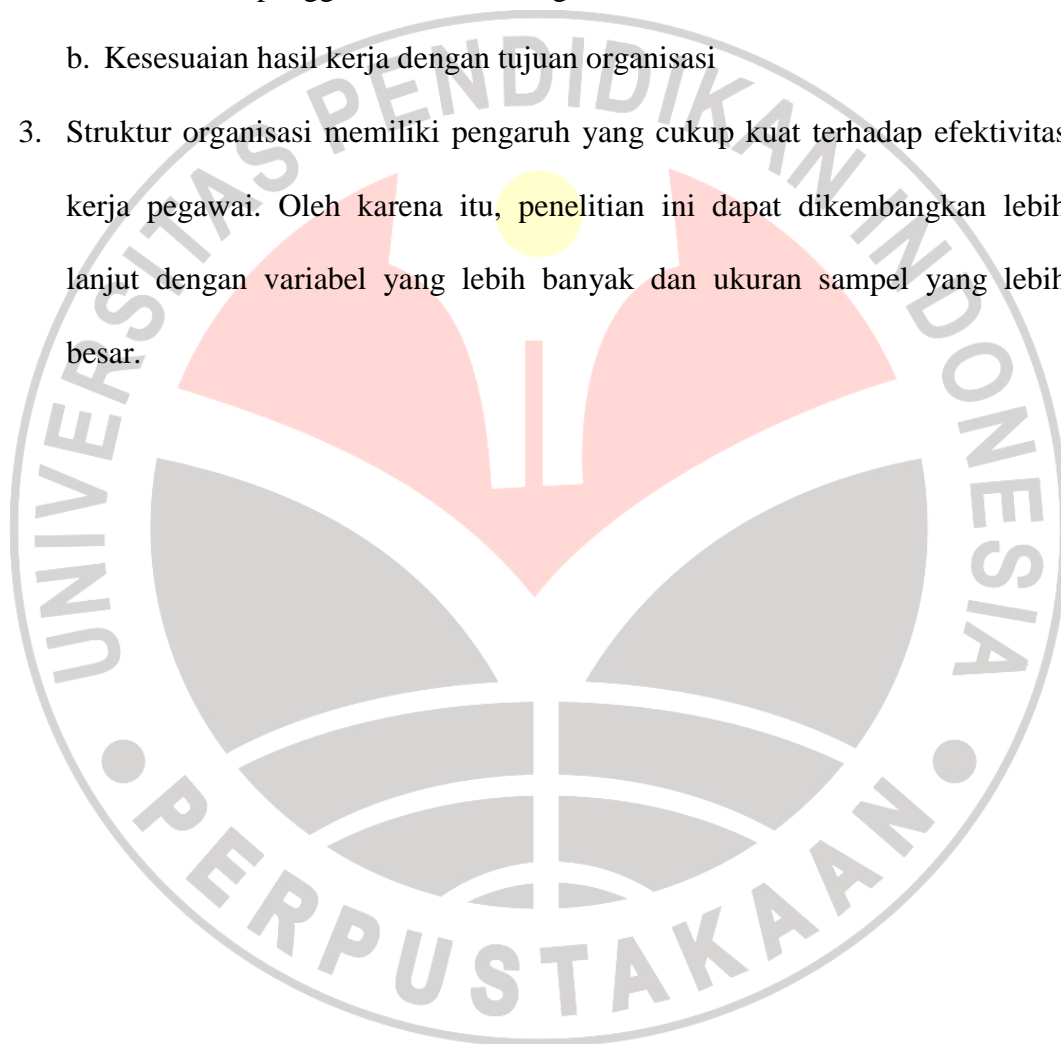 b. Kesesuaian hasil kerja dengan tujuan organisasi
3. Struktur organisasi memiliki pengaruh yang cukup kuat terhadap efektivitas
kerja pegawai. Oleh karena itu, penelitian ini dapat dikembangkan lebih
lanjut dengan variabel yang lebih banyak dan ukuran sampel yang lebih
besar.
UNIVERSITAS PENDIDIKAN INDONESIA
PERPUSTAKAAN